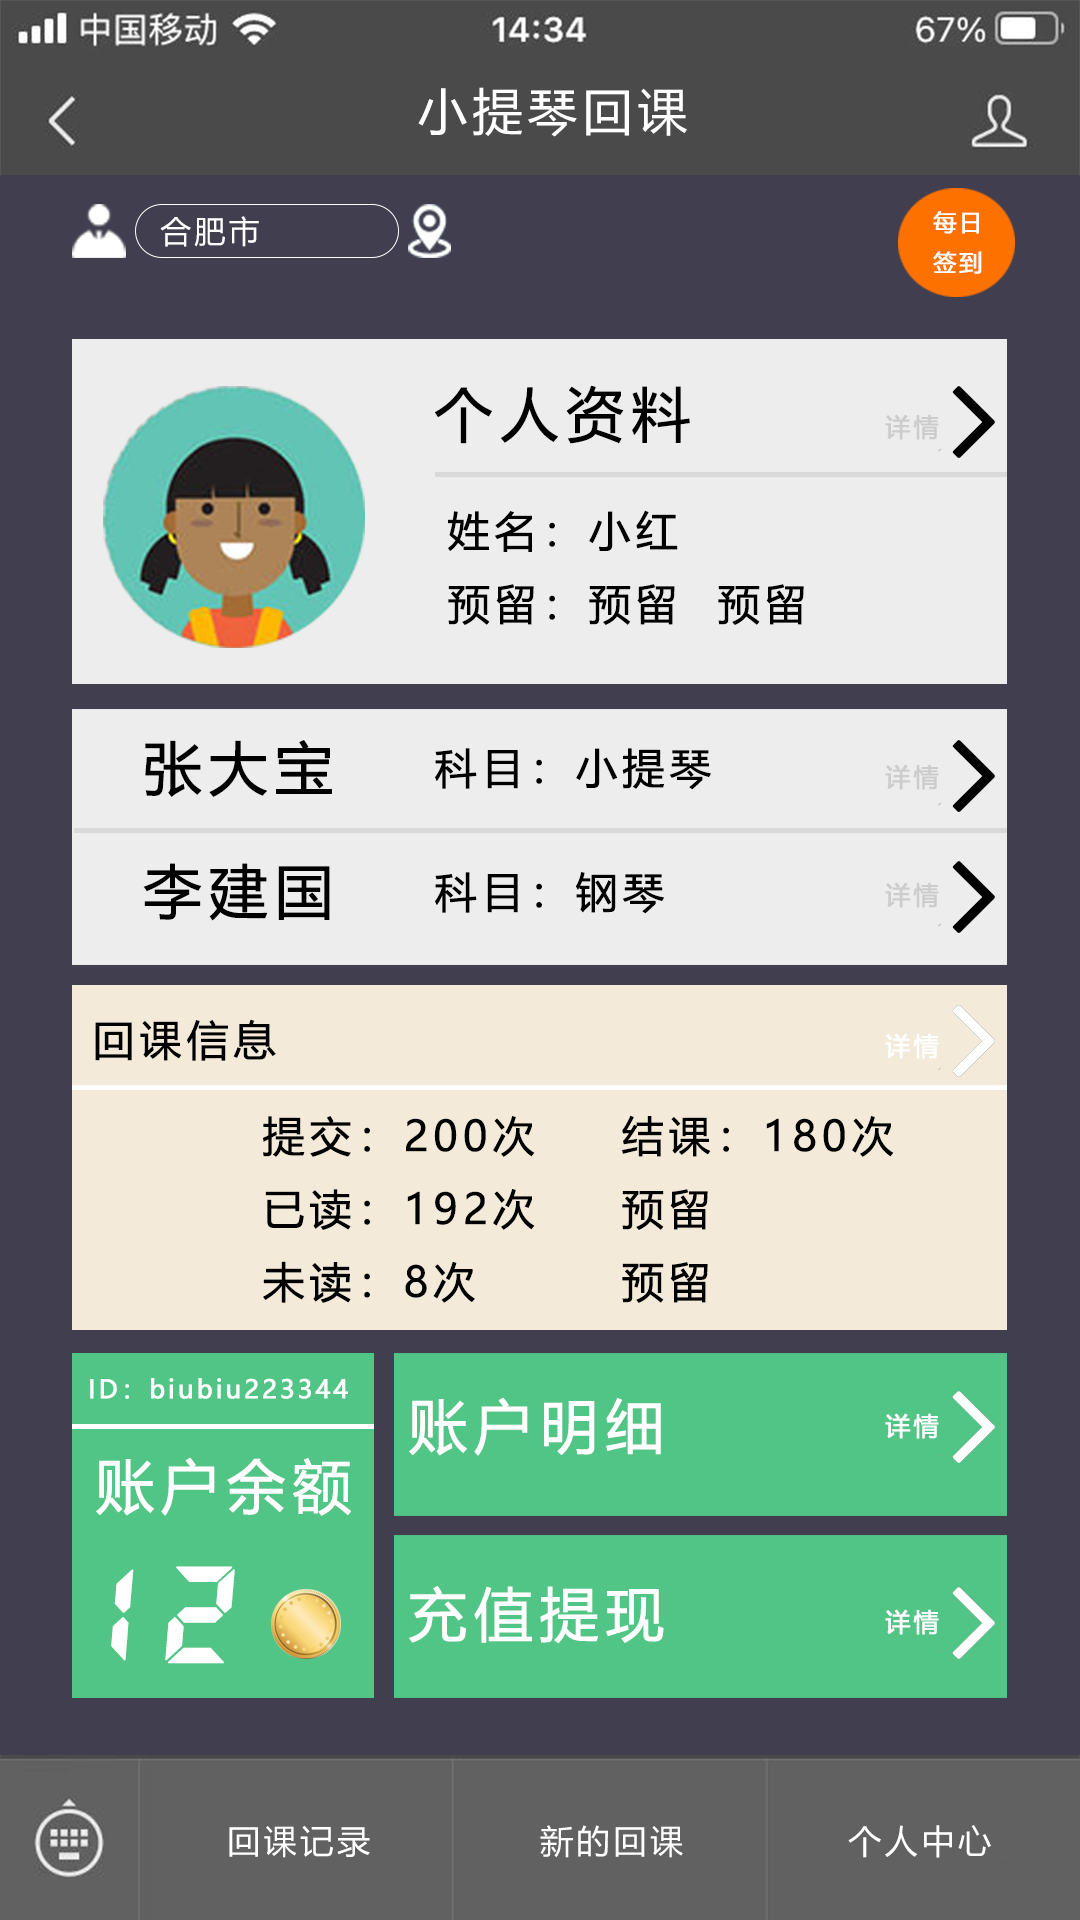 中国移动 14:34 67%
小提琴回课
合肥市
每日
签到
个人资料 详情
姓名：小红
预留：预留 预留
张大宝 科目：小提琴 详情
李建国 科目：钢琴 详情
回课信息 详情
提交：200次 结课：180次
已读：192次 预留
未读：8次 预留
ID：biubiu223344
账户余额
12
账户明细 详情
充值提现 详情
回课记录 新的回课 个人中心